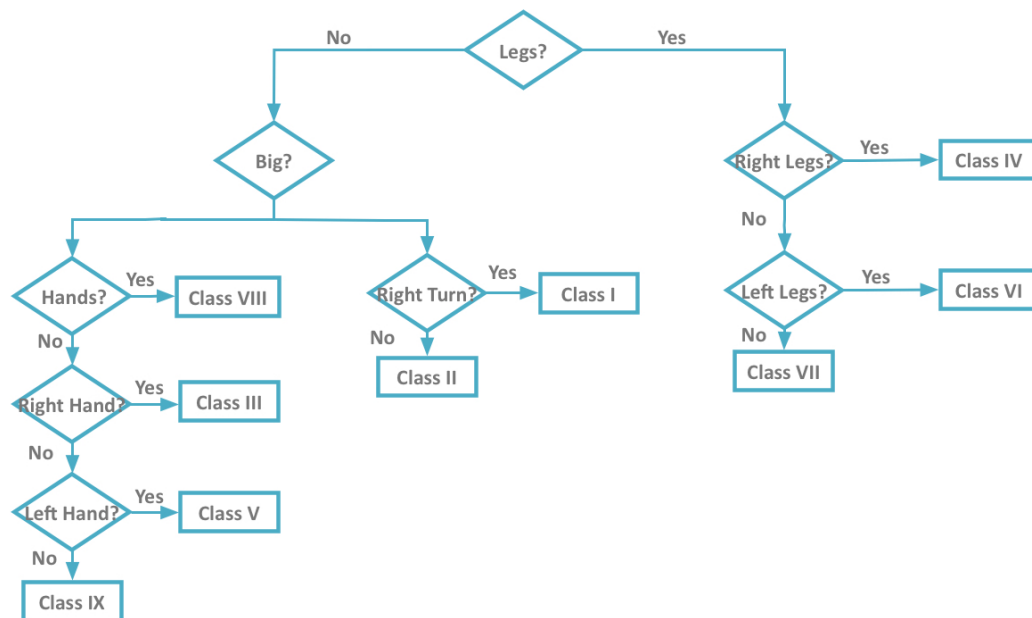 Legs?
No
Yes
Big?
Right Legs?
Yes
Class IV
No
Hands?
Yes
Class VIII
Right Turn?
Yes
Class I
Left Legs?
Yes
Class VI
No
No
No
Class II
Class VII
Right Hand?
Yes
Class III
No
Left Hand?
Yes
Class V
No
Class IX